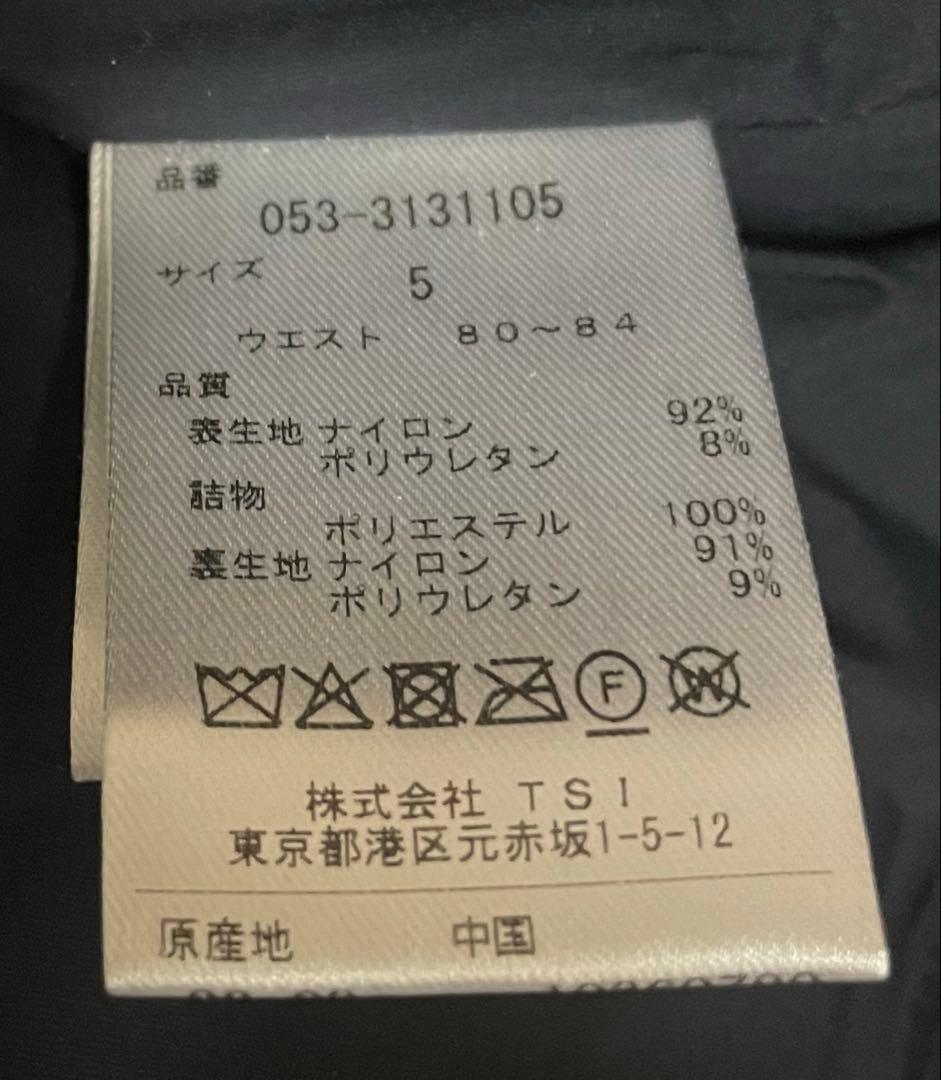 品番
053-3131105
サイズ 5
ウエスト 80~84
品質
表生地 ナイロン 92%
ポリウレタン 8%
詰物
ポリエステル 100%
裏生地 ナイロン 91%
ポリウレタン 9%
F W
株式会社 TSI
東京都港区元赤坂1-5-12
原産地 中国